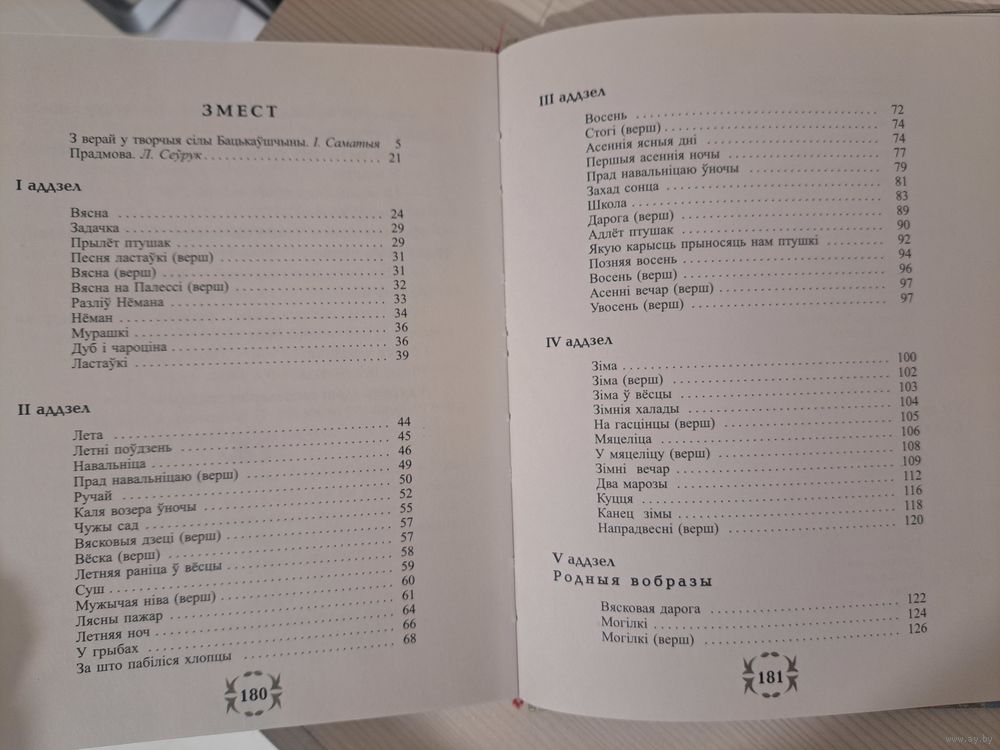 ЗМЕСТ
З верай у творчыя сілы Бацькаўшчыны. І. Саматыя 5
Прадмова. Л. Сеўрук........................ 21
І аддзел
Вясна ........................ 24
Задачка ........................ 29
Прылёт птушак ........................ 29
Песня ластаўкі (верш) ........................ 31
Вясна (верш) ........................ 31
Вясна на Палессі (верш) ........................ 32
Разліў Нёмана ........................ 33
Нёман ........................ 34
Мурашкі ........................ 36
Дуб і чароціна ........................ 36
Ластаўкі ........................ 39
ІІ аддзел
Лета ........................ 44
Летні поўдзень ........................ 45
Навальніца ........................ 46
Прад навальніцаю (верш) ........................ 49
Ручай ........................ 50
Каля возера ўночы ........................ 52
Чужы сад ........................ 55
Вясковыя дзеці (верш) ........................ 57
Вёска (верш) ........................ 57
Летняя раніца ў вёсцы ........................ 58
Суш ........................ 59
Мужычая ніва (верш) ........................ 60
Лясны пажар ........................ 61
Летняя ноч ........................ 64
У грыбах ........................ 66
За што пабіліся хлопцы ........................ 68
180
ІІІ аддзел
Восень ........................ 72
Стогі (верш) ........................ 74
Асеннія ясныя дні ........................ 74
Першыя асеннія ночы ........................ 77
Прад навальніцаю ўночы ........................ 79
Захад сонца ........................ 81
Школа ........................ 83
Дарога (верш) ........................ 89
Адлёт птушак ........................ 90
Якую карысць прыносяць нам птушкі ........... 92
Позняя восень ........................ 94
Восень (верш) ........................ 96
Асенні вечар (верш) ........................ 97
Увосень (верш) ........................ 97
IV аддзел
Зіма ........................ 100
Зіма (верш) ........................ 102
Зіма ў вёсцы ........................ 103
Зімнія халады ........................ 104
На гасцінцы (верш) ........................ 105
Мяцеліца ........................ 106
У мяцеліцу (верш) ........................ 108
Зімні вечар ........................ 109
Два марозы ........................ 112
Куцця ........................ 116
Канец зімы ........................ 118
Напрадвесні (верш) ........................ 120
V аддзел
Родныя вобразы
Вясковая дарога ........................ 122
Могілкі ........................ 124
Могілкі (верш) ........................ 126
181
www.ay.by